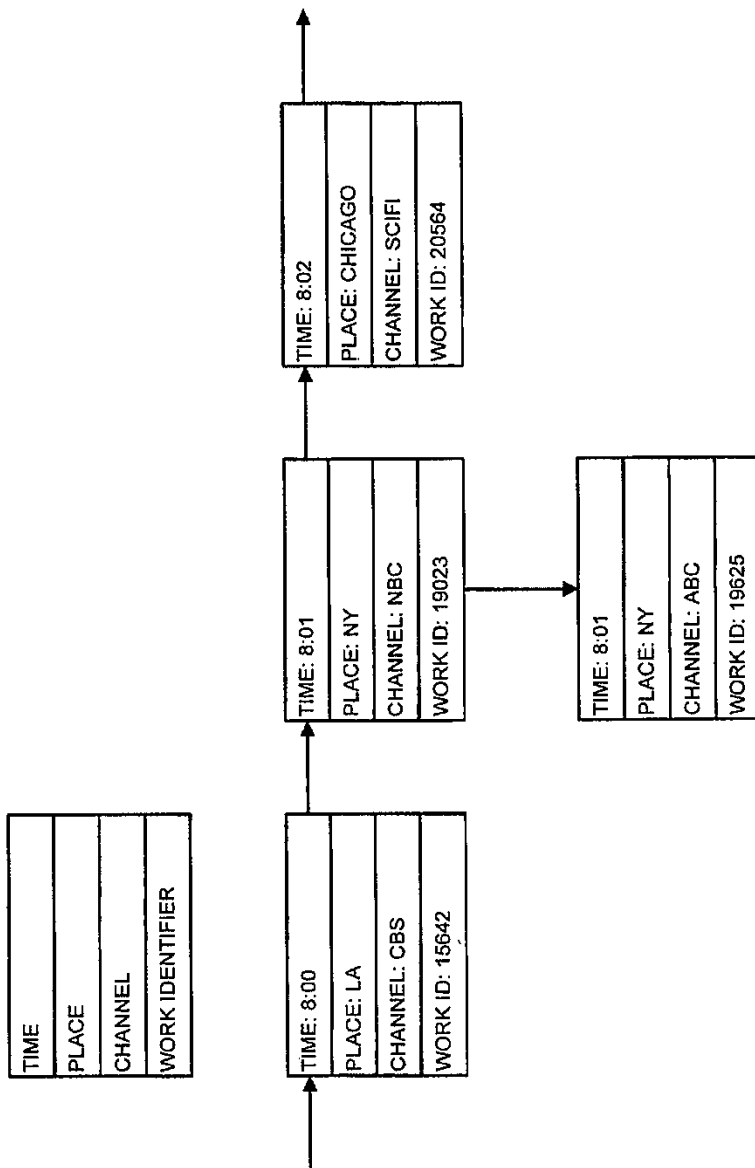 TIME
PLACE
CHANNEL
WORK IDENTIFIER
TIME: 8:00
PLACE: LA
CHANNEL: CBS
WORK ID: 15642
TIME: 8:01
PLACE: NY
CHANNEL: NBC
WORK ID: 19023
TIME: 8:02
PLACE: CHICAGO
CHANNEL: SCIFI
WORK ID: 20564
TIME: 8:01
PLACE: NY
CHANNEL: ABC
WORK ID: 19625